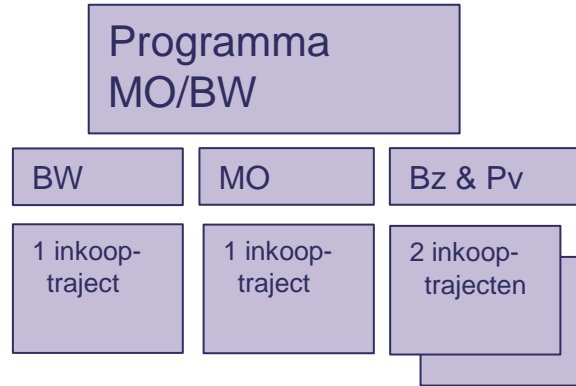 Programma
MO/BW
BW
MO
Bz & Pv
1 inkoop-
traject
1 inkoop-
traject
2 inkoop-
trajecten